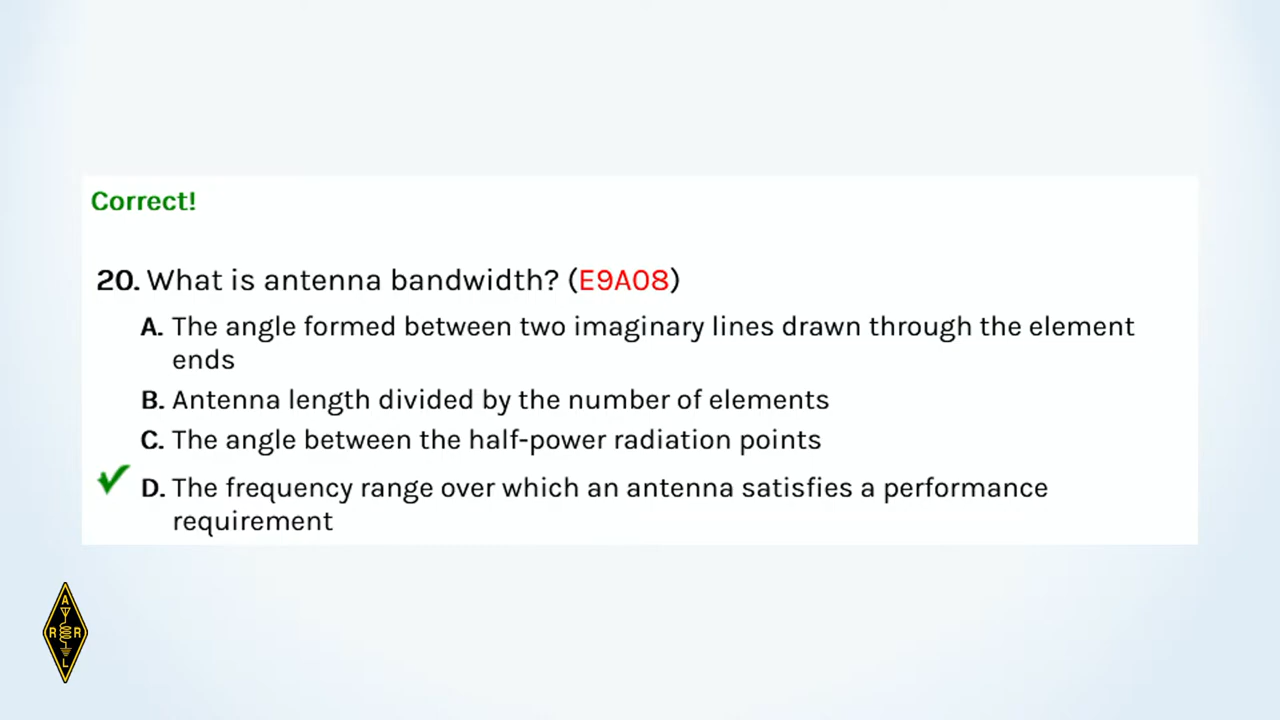 Correct!
20. What is antenna bandwidth? (E9A08)
A. The angle formed between two imaginary lines drawn through the element
ends
B. Antenna length divided by the number of elements
C. The angle between the half-power radiation points
D. The frequency range over which an antenna satisfies a performance
requirement
A
R R
L